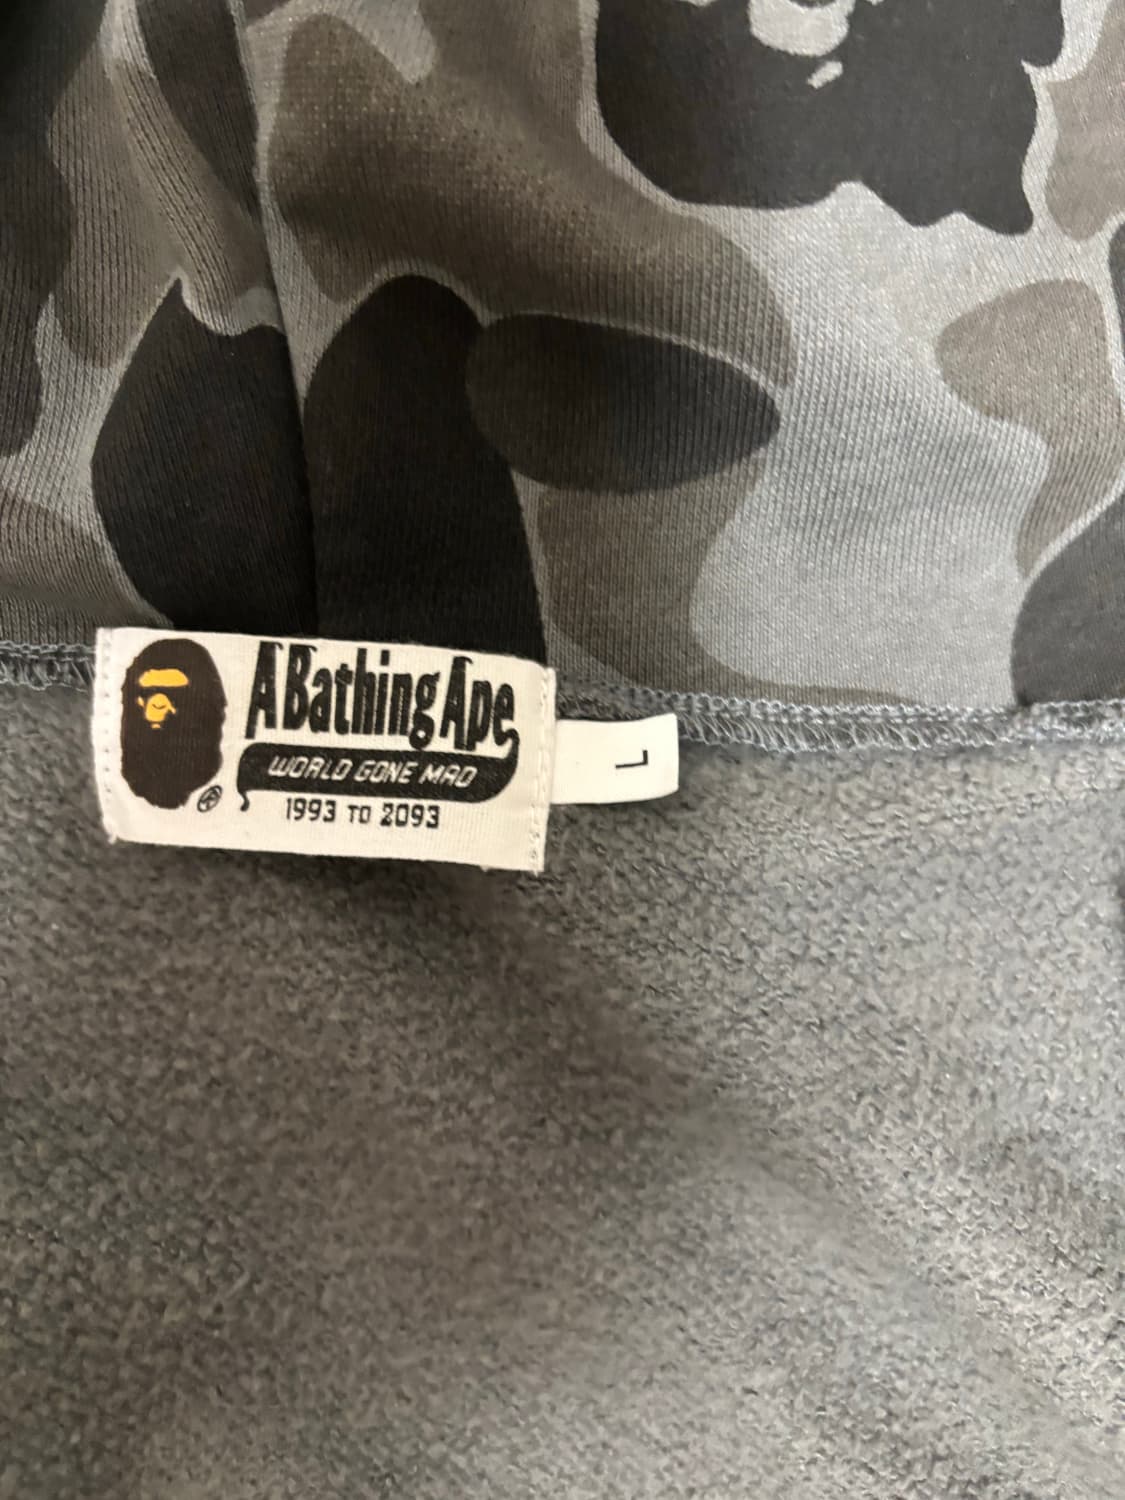 A Bathing Ape
WORLD GONE MAD
1993 TO 2093
®
L